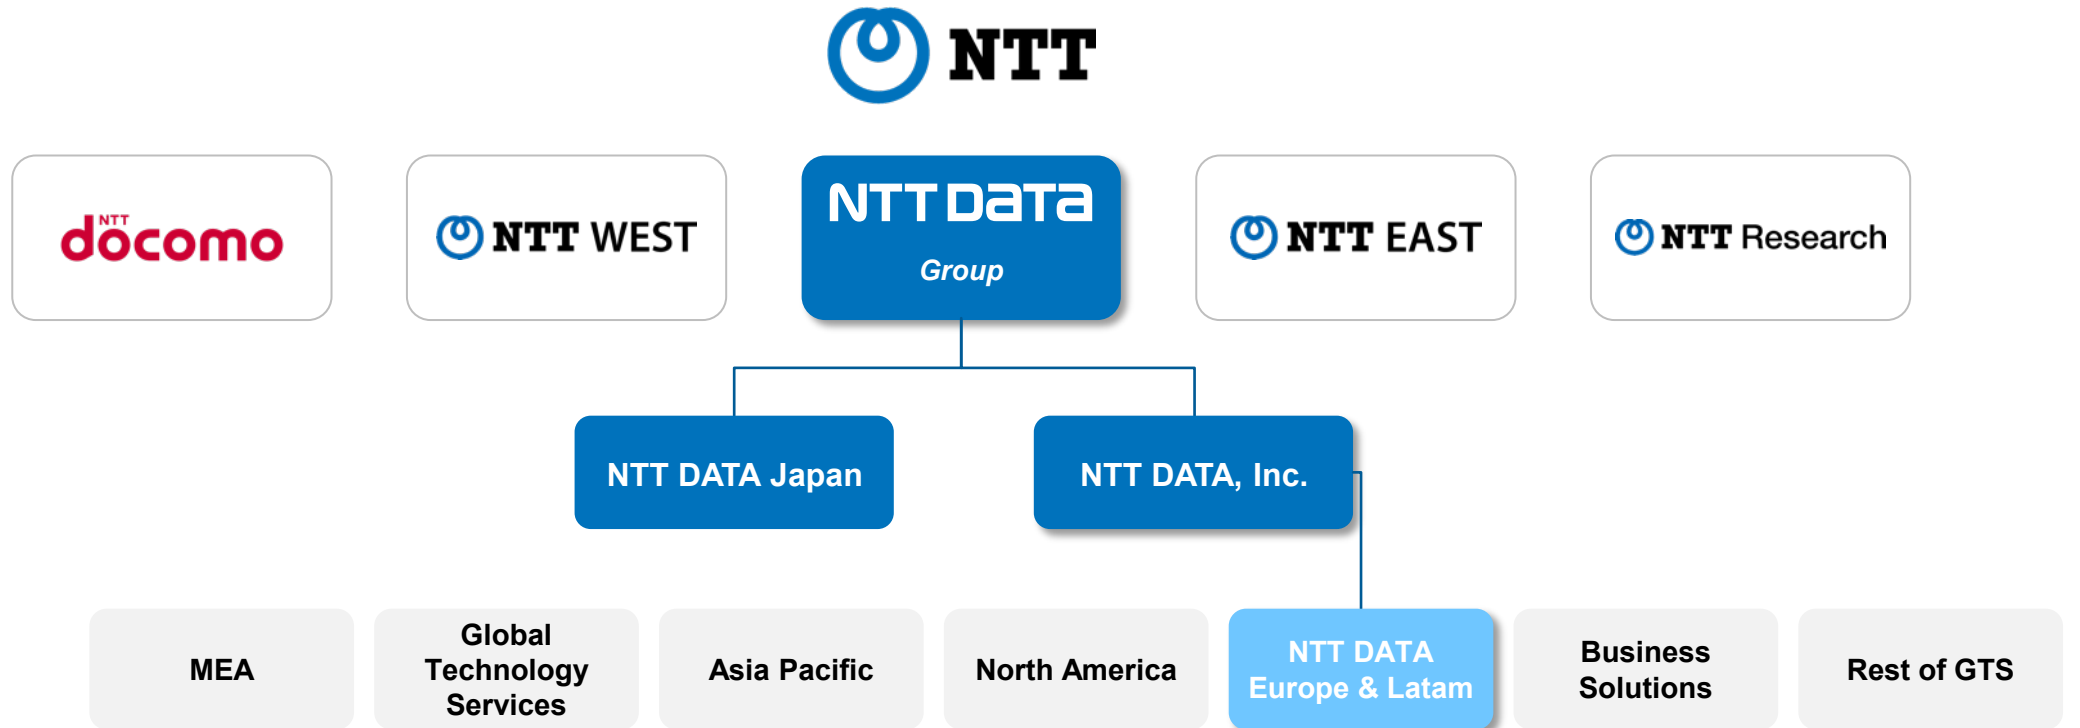 NTT
NTT
docomo
NTT WEST
NTT DATA
Group
NTT EAST
NTT Research
NTT DATA Japan
NTT DATA, Inc.
MEA
Global
Technology
Services
Asia Pacific
North America
NTT DATA
Europe & Latam
Business
Solutions
Rest of GTS